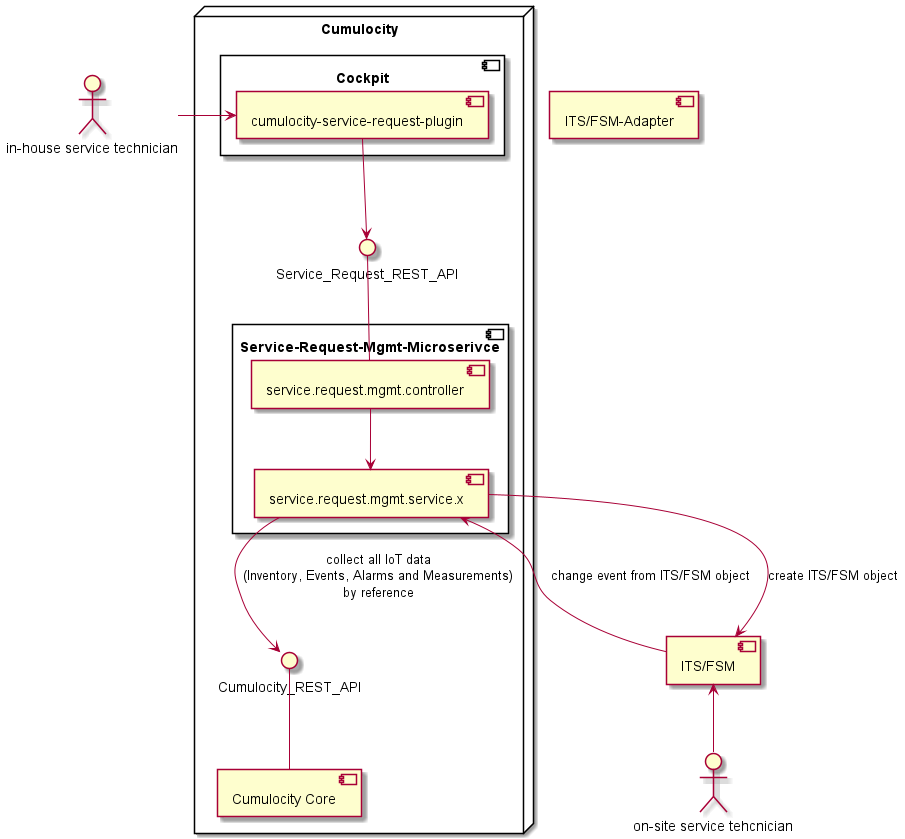 Cumulocity
Cockpit
cumulocity-service-request-plugin
ITS/FSM-Adapter
in-house service technician
Service_Request_REST_API
Service-Request-Mgmt-Microserivce
service.request.mgmt.controller
service.request.mgmt.service.x
collect all IoT data
(Inventory, Events, Alarms and Measurements)
by reference
change event from ITS/FSM object
create ITS/FSM object
ITS/FSM
Cumulocity_REST_API
Cumulocity Core
on-site service tehcnician